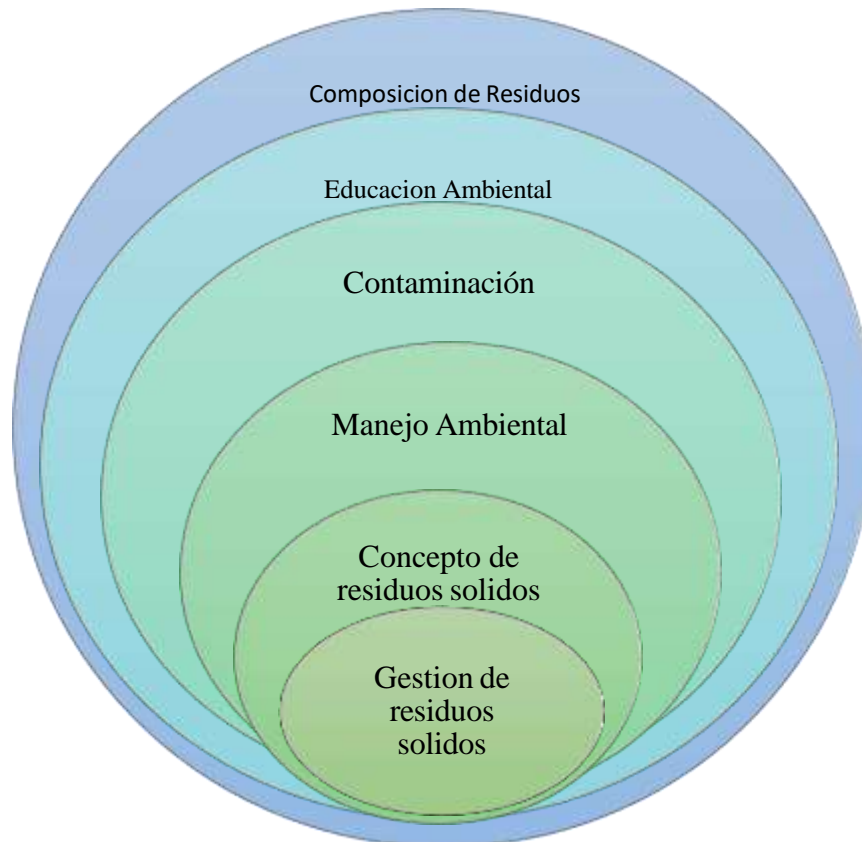 Composicion de Residuos
Educacion Ambiental
Contaminación
Manejo Ambiental
Concepto de
residuos solidos
Gestion de
residuos
solidos